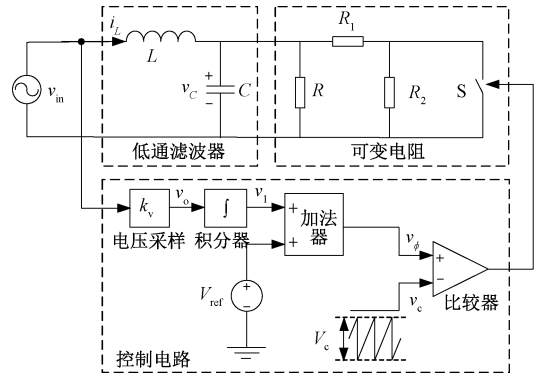 i_L
L
R_1
v_in
+
v_C
−
C
R
R_2
S
低通滤波器
可变电阻
k_v
v_o
∫
v_1
+
+
加法器
v_ϕ
电压采样
积分器
+
−
V_ref
+
−
v_c
比较器
V_c
控制电路